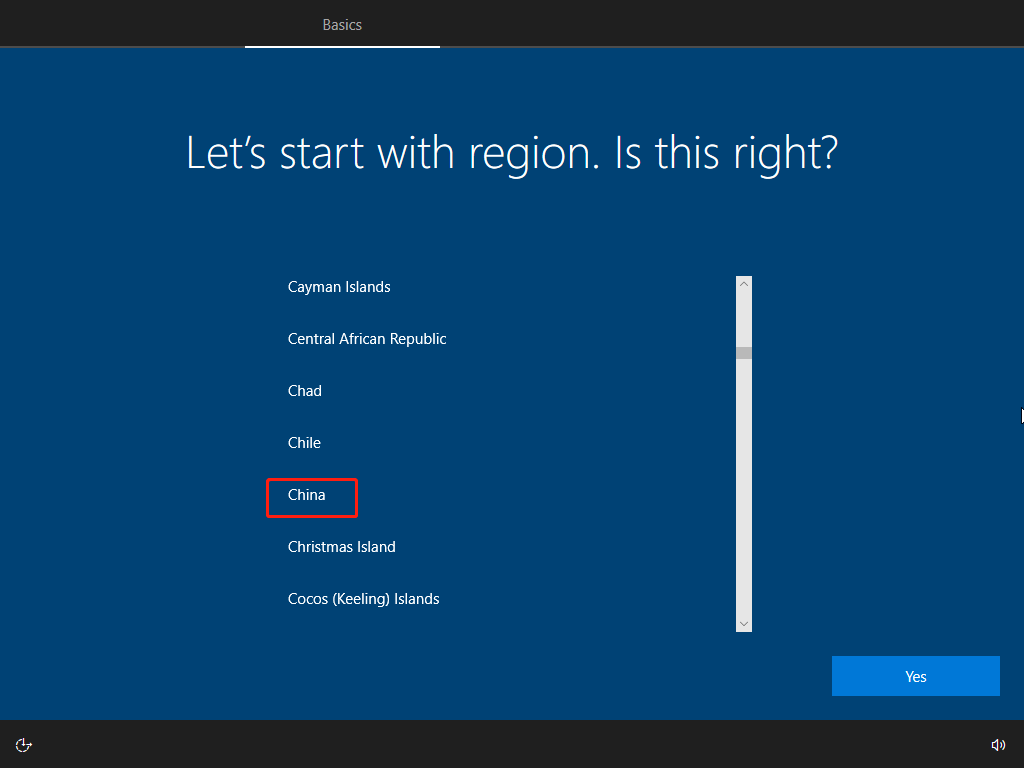 Basics
Let’s start with region. Is this right?
Cayman Islands
Central African Republic
Chad
Chile
China
Christmas Island
Cocos (Keeling) Islands
Yes